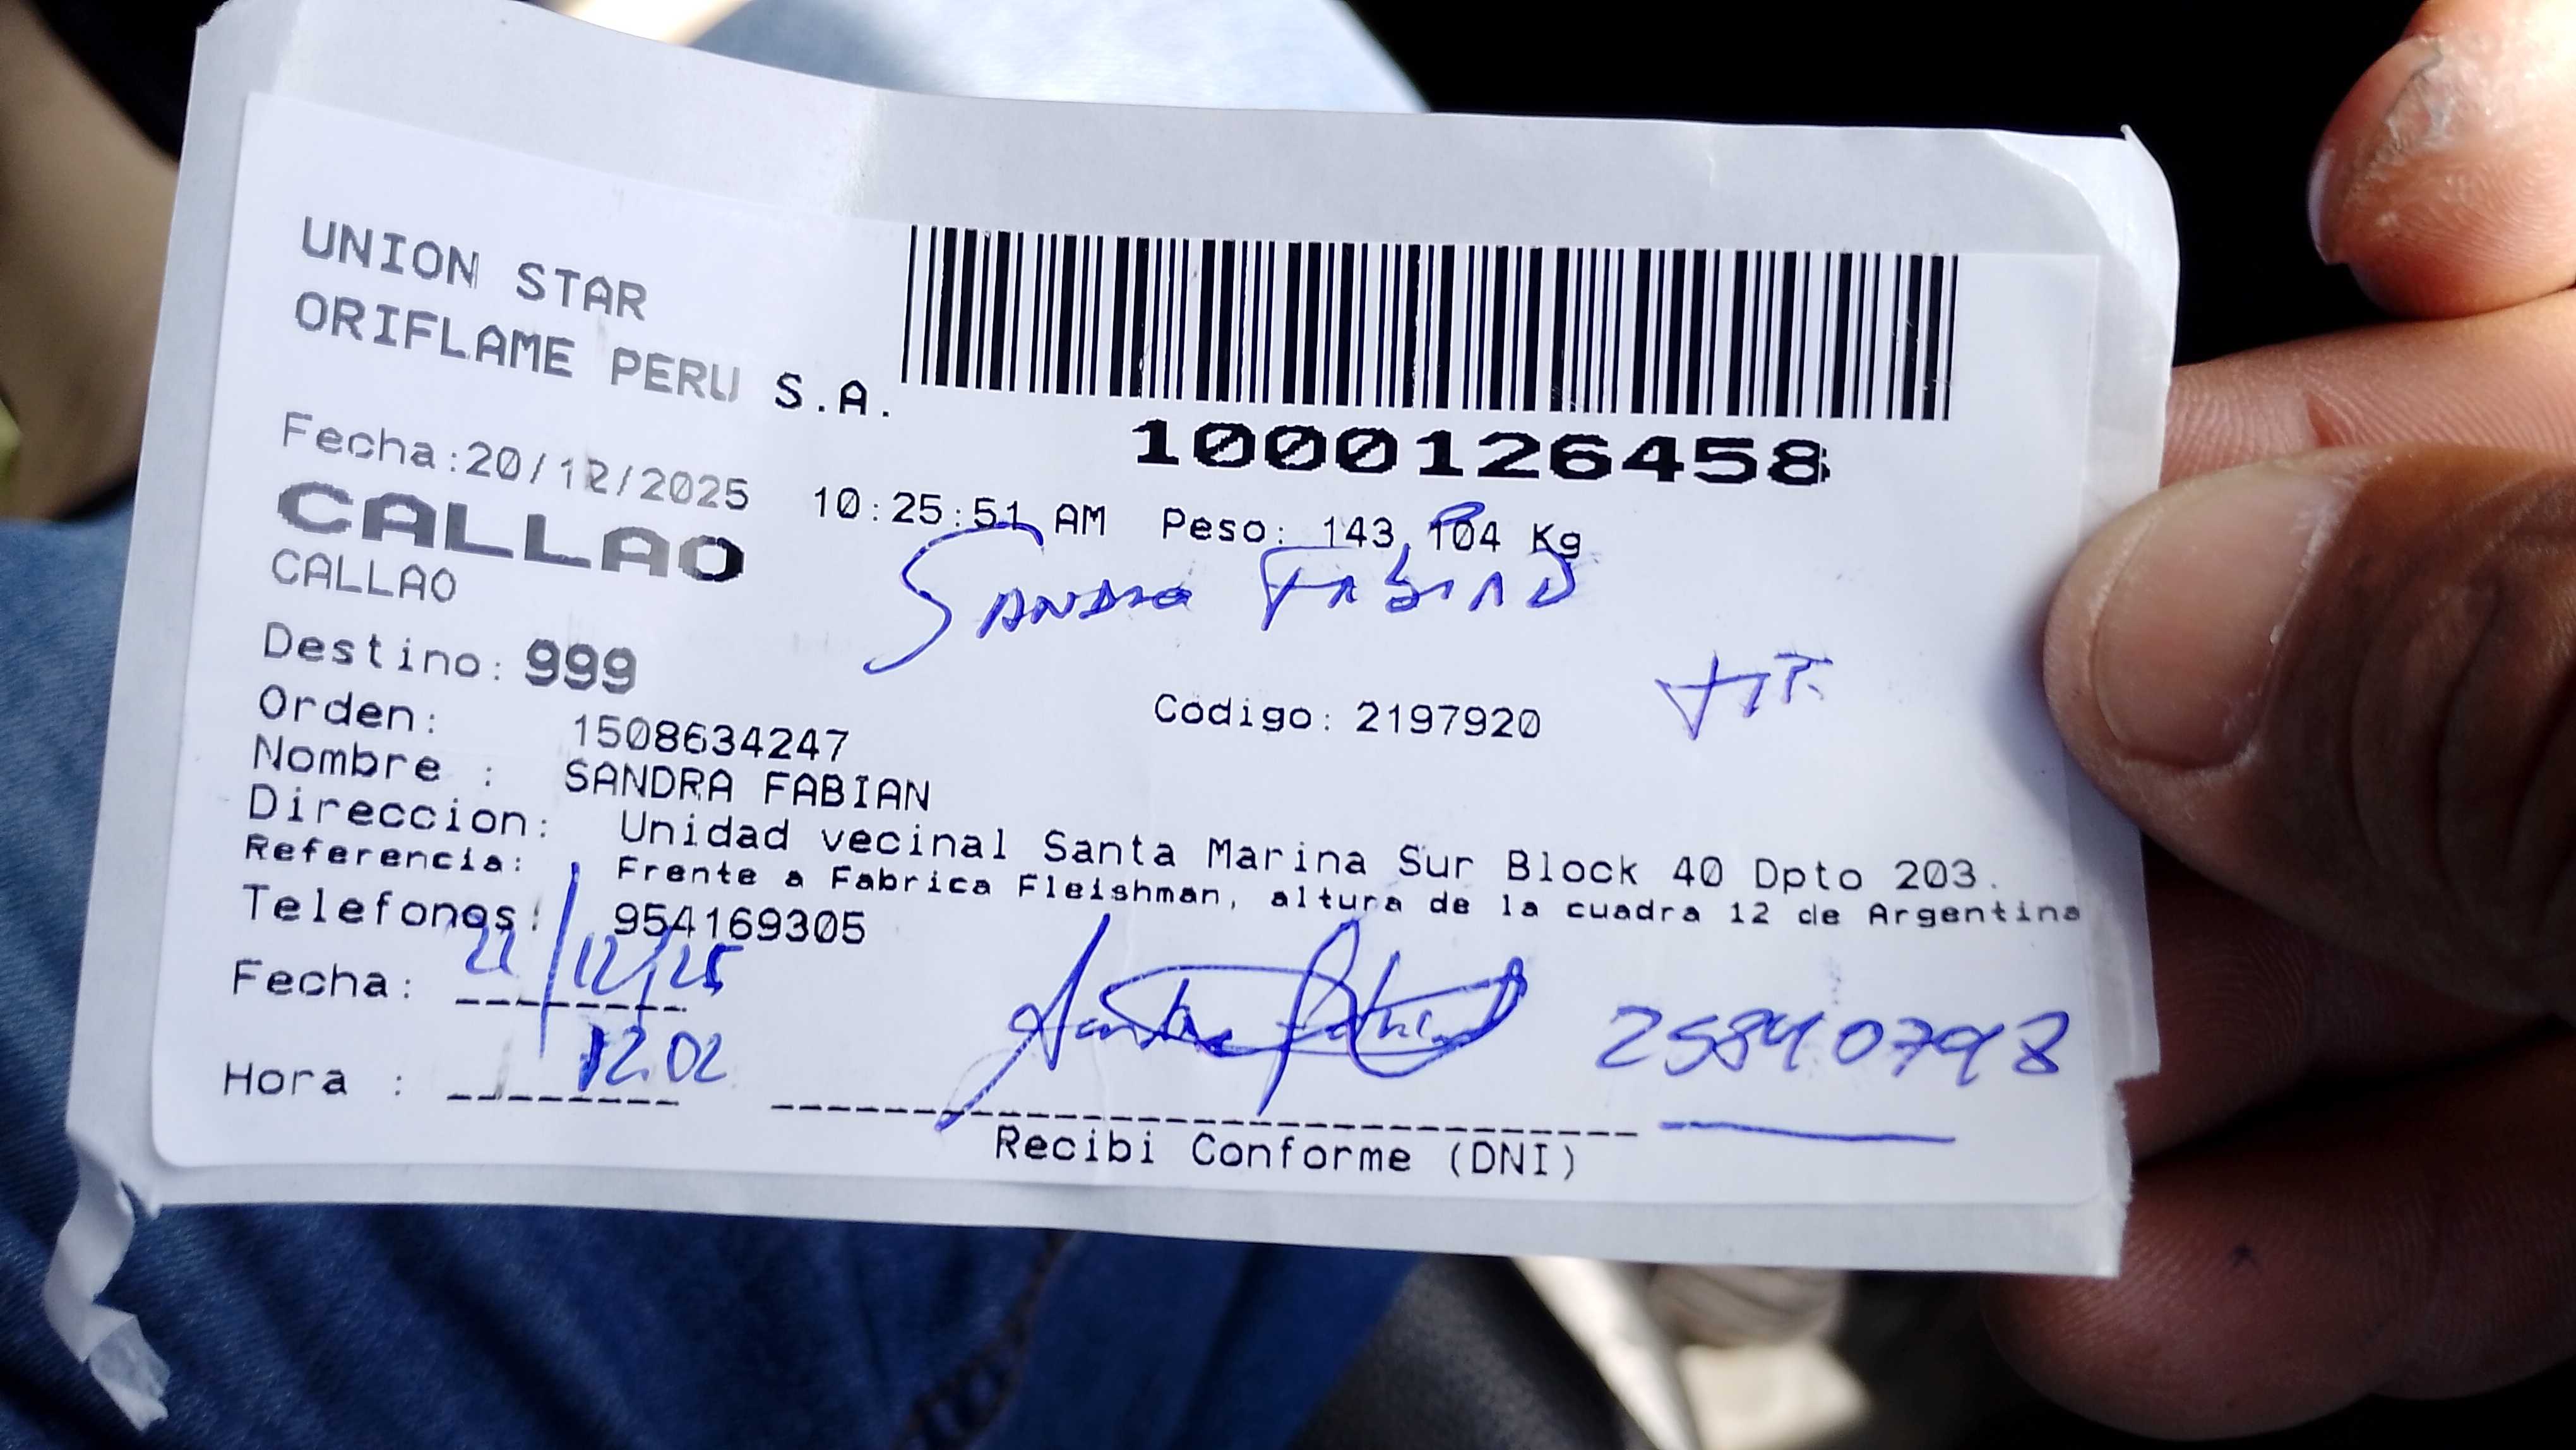 UNION STAR
ORIFLAME PERU S.A.
1000126458
Fecha:20/12/2025 10:25:51 AM Peso: 143,104 Kg
CALLAO
CALLAO
SANDRA FABIAN
Destino: 999
Orden: 1508634247 Codigo: 2197920
Nombre : SANDRA FABIAN
Direccion: Unidad vecinal Santa Marina Sur Block 40 Dpto 203.
Referencia: Frente a Fabrica Fleishman, altura de la cuadra 12 de Argentina
Telefonos: 954169305
Fecha: 22/12/25
Hora : 12.02
25840798
Recibi Conforme (DNI)